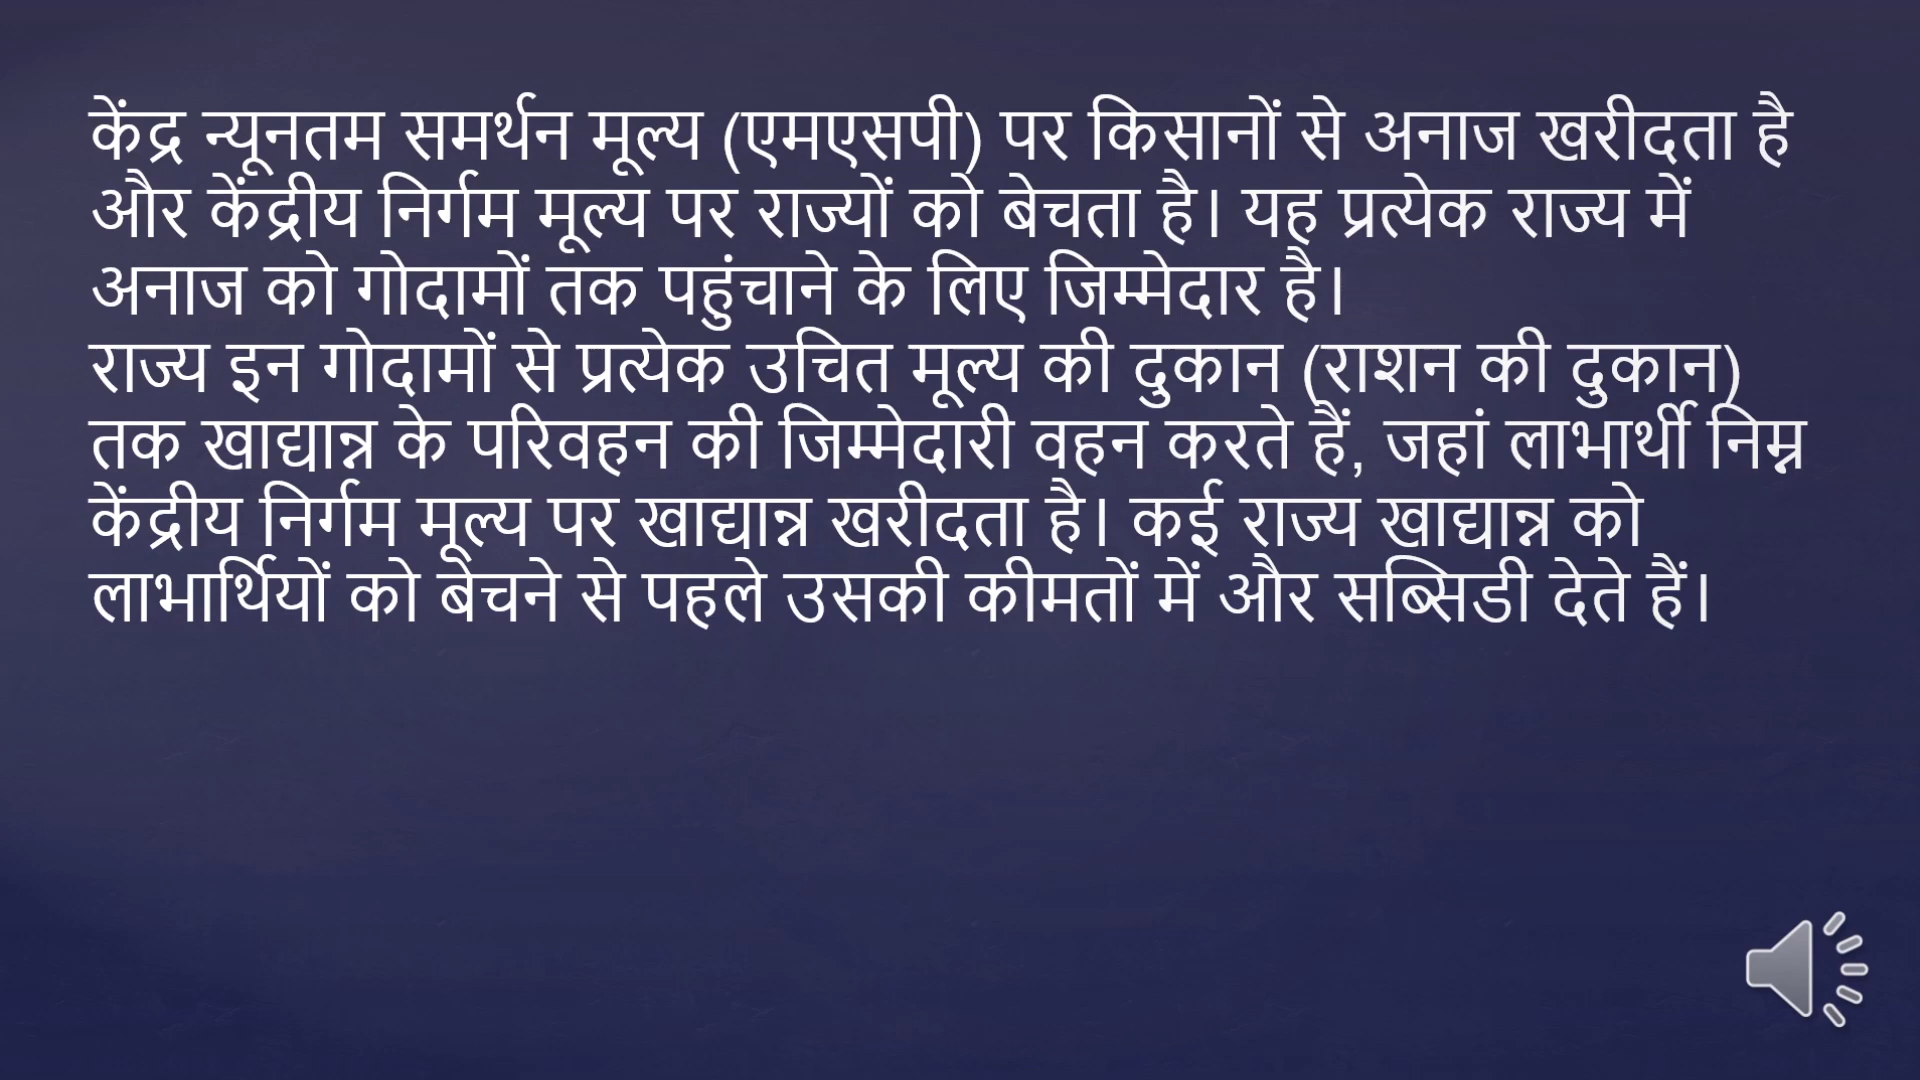 केंद्र न्यूनतम समर्थन मूल्य (एमएसपी) पर किसानों से अनाज खरीदता है
और केंद्रीय निर्गम मूल्य पर राज्यों को बेचता है। यह प्रत्येक राज्य में
अनाज को गोदामों तक पहुंचाने के लिए जिम्मेदार है।
राज्य इन गोदामों से प्रत्येक उचित मूल्य की दुकान (राशन की दुकान)
तक खाद्यान्न के परिवहन की जिम्मेदारी वहन करते हैं, जहां लाभार्थी निम्न
केंद्रीय निर्गम मूल्य पर खाद्यान्न खरीदता है। कई राज्य खाद्यान्न को
लाभार्थियों को बेचने से पहले उसकी कीमतों में और सब्सिडी देते हैं।